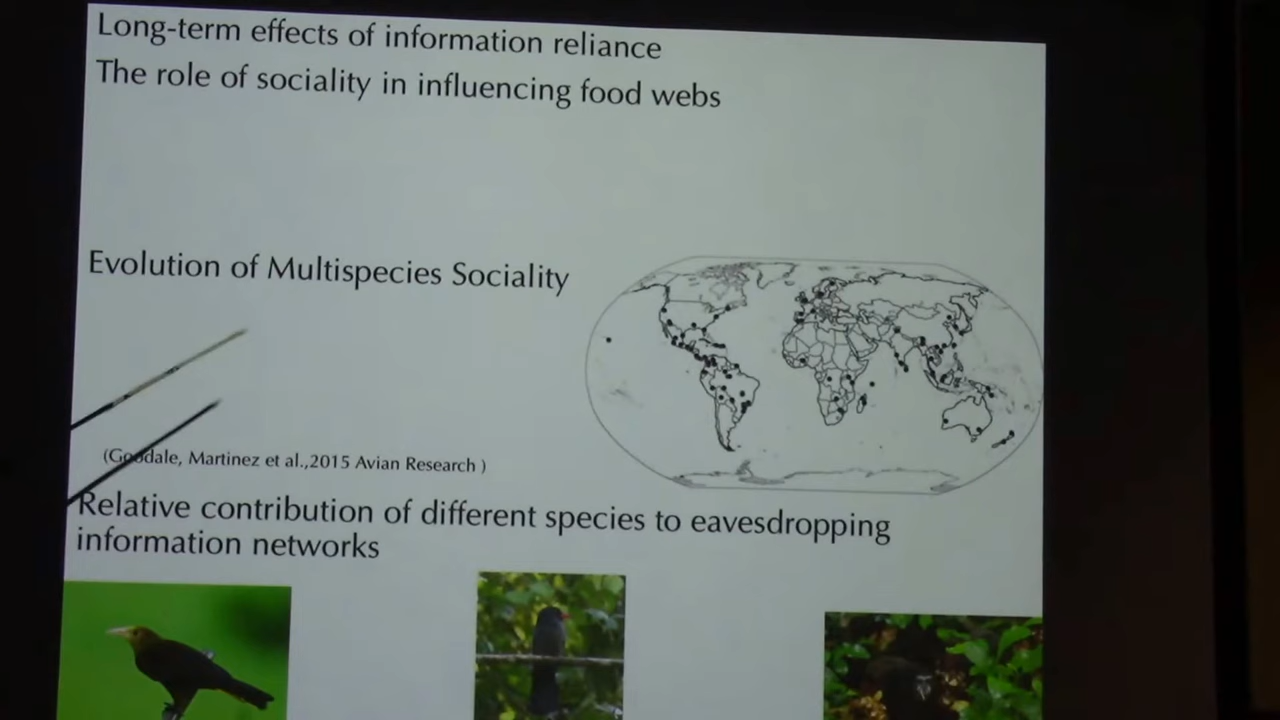 Long-term effects of information reliance
The role of sociality in influencing food webs
Evolution of Multispecies Sociality
(Goodale, Martinez et al.,2015 Avian Research )
Relative contribution of different species to eavesdropping
information networks